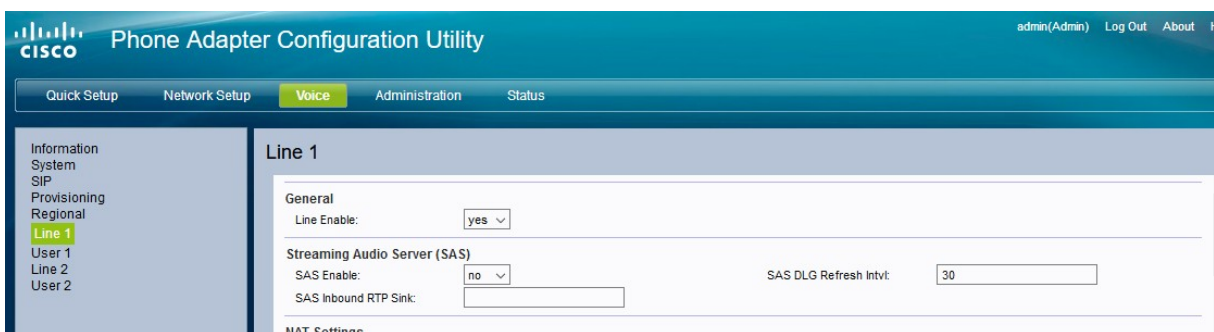 admin(Admin) Log Out About
CISCO Phone Adapter Configuration Utility
Quick Setup Network Setup Voice Administration Status
Information
System
SIP
Provisioning
Regional
Line 1
User 1
Line 2
User 2
Line 1
General
Line Enable: yes
Streaming Audio Server (SAS)
SAS Enable: no SAS DLG Refresh Intvl: 30
SAS Inbound RTP Sink:
NAT Settings